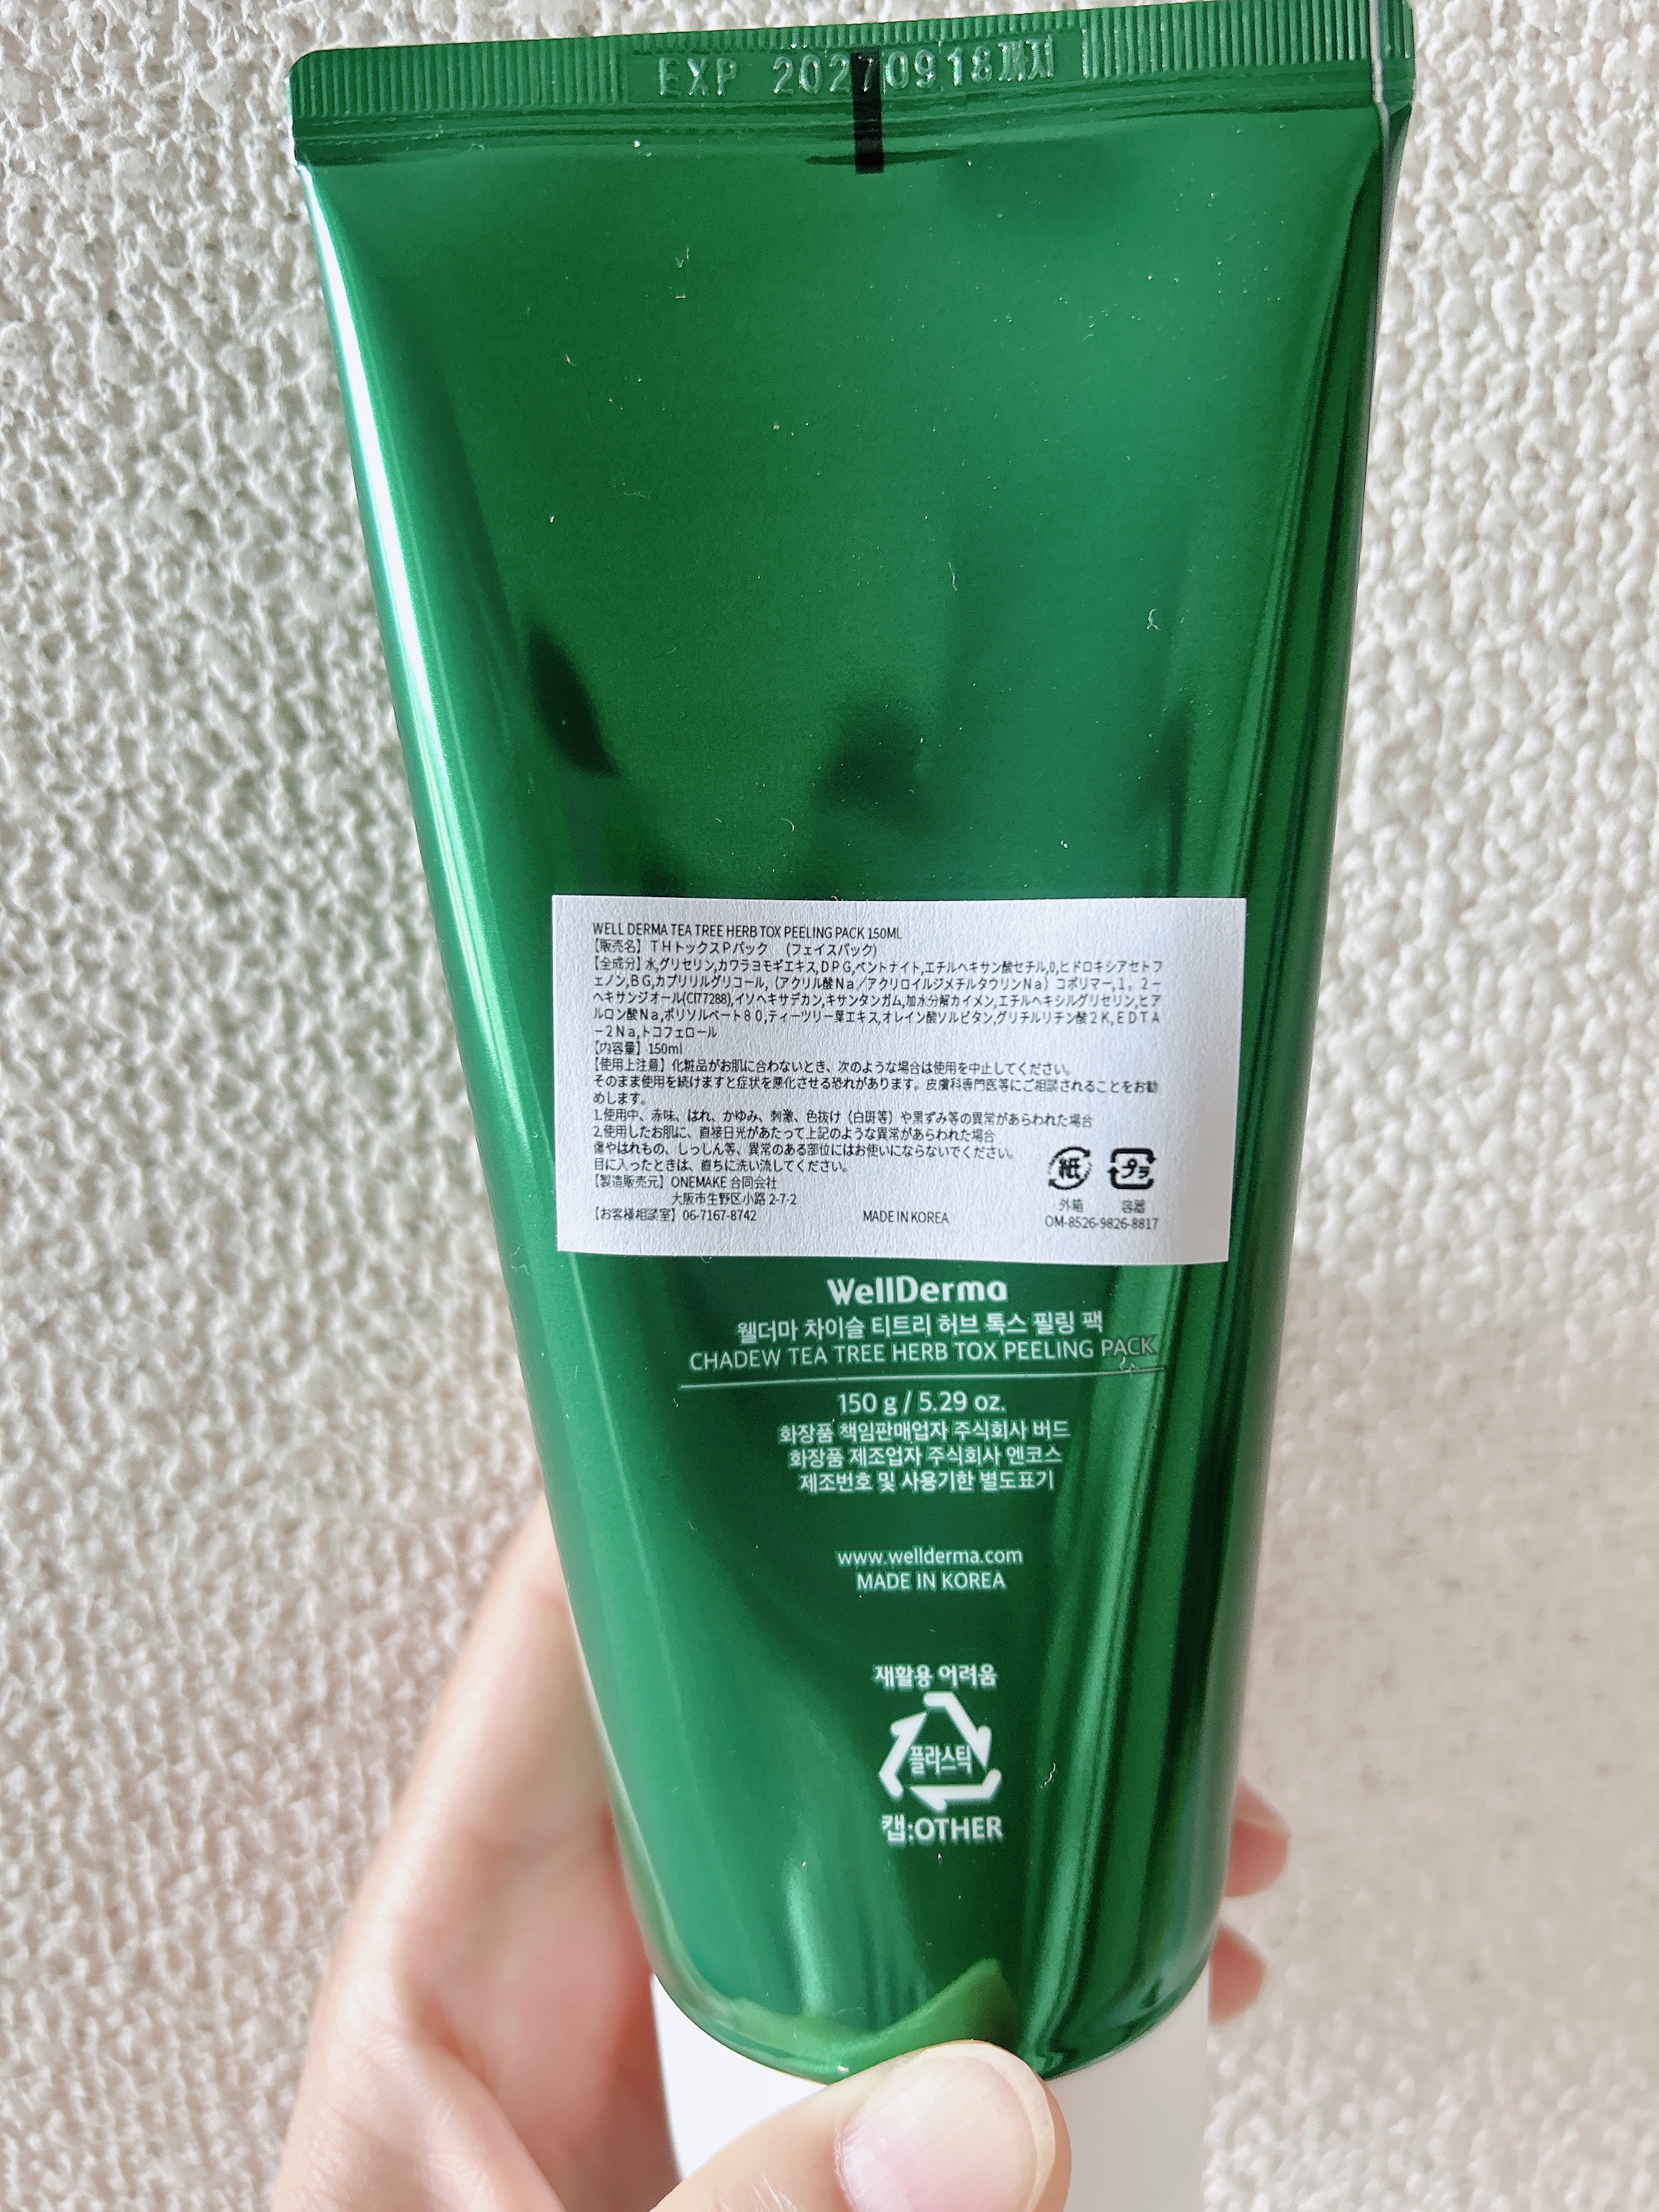 EXP 20270918까지
WELL DERMA TEA TREE HERB TOX PEELING PACK 150ML
【販売名】ＴＨトックスＰパック　(フェイスパック)
【全成分】水,グリセリン,カワラヨモギエキス,ＤＰＧ,ベントナイト,エチルヘキサン酸セチル,0,ヒドロキシアセトフ
ェノン,ＢＧ,カプリリルグリコール,（アクリル酸Ｎａ／アクリロイルジメチルタウリンＮａ）コポリマー,１，２－
ヘキサンジオール(CI77288),イソヘキサデカン,キサンタンガム,加水分解カイメン,エチルヘキシルグリセリン,ヒア
ルロン酸Ｎａ,ポリソルベート８０,ティーツリー葉エキス,オレイン酸ソルビタン,グリチルリチン酸２Ｋ,ＥＤＴＡ
－２Ｎａ,トコフェロール
【内容量】150ml
【使用上注意】化粧品がお肌に合わないとき、次のような場合は使用を中止してください。
そのまま使用を続けますと症状を悪化させる恐れがあります。皮膚科専門医等にご相談されることをお勧
めします。
1.使用中、赤味、はれ、かゆみ、刺激、色抜け（白斑等）や黒ずみ等の異常があらわれた場合
2.使用したお肌に、直接日光があたって上記のような異常があらわれた場合
傷やはれもの、しっしん等、異常のある部位にはお使いにならないでください。
目に入ったときは、直ちに洗い流してください。
【製造販売元】ONEMAKE 合同会社
大阪市生野区小路 2-7-2
【お客様相談室】06-7167-8742 MADE IN KOREA
紙 プラ
外箱 容器
OM-8526-9826-8817
WellDerma
웰더마 차이슬 티트리 허브 톡스 필링 팩
CHADEW TEA TREE HERB TOX PEELING PACK
150 g / 5.29 oz.
화장품 책임판매업자 주식회사 버드
화장품 제조업자 주식회사 엔코스
제조번호 및 사용기한 별도표기
www.wellderma.com
MADE IN KOREA
재활용 어려움
플라스틱
캡:OTHER